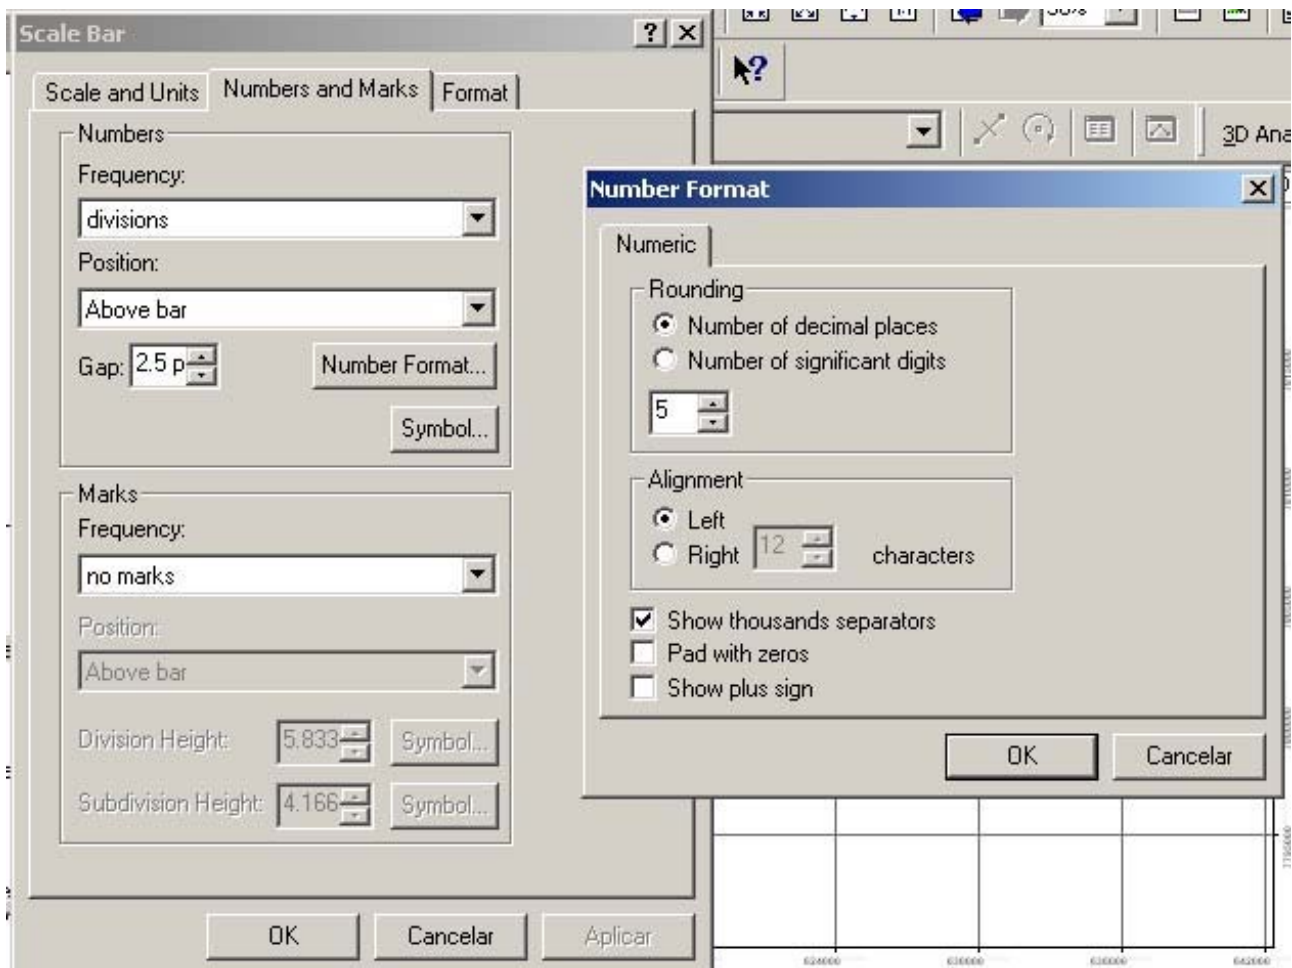 Scale Bar
Scale and Units
Numbers and Marks
Format
Numbers
Frequency:
divisions
Position:
Above bar
Gap:
2.5 p
Number Format...
Symbol...
Marks
Frequency:
no marks
Position:
Above bar
Division Height:
5.833
Symbol...
Subdivision Height:
4.166
Symbol...
OK
Cancelar
Aplicar
3D Ana
Number Format
Numeric
Rounding
Number of decimal places
Number of significant digits
5
Alignment
Left
Right
12
characters
Show thousands separators
Pad with zeros
Show plus sign
OK
Cancelar